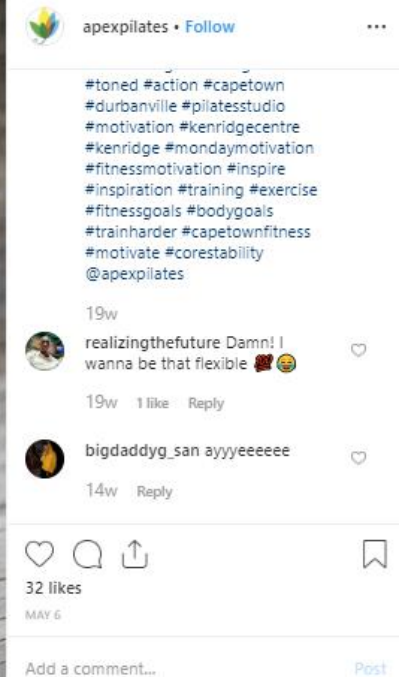 apexpilates • Follow
#toned #action #capetown
#durbanville #pilatesstudio
#motivation #kenridgecentre
#kenridge #mondaymotivation
#fitnessmotivation #inspire
#inspiration #training #exercise
#fitnessgoals #bodygoals
#trainharder #capetownfitness
#motivate #corestability
@apexpilates
19w
realizingthefuture Damn! I
wanna be that flexible 💯😂
19w 1 like Reply
bigdaddyg_san ayyyeeeeee
14w Reply
32 likes
MAY 6
Add a comment... Post